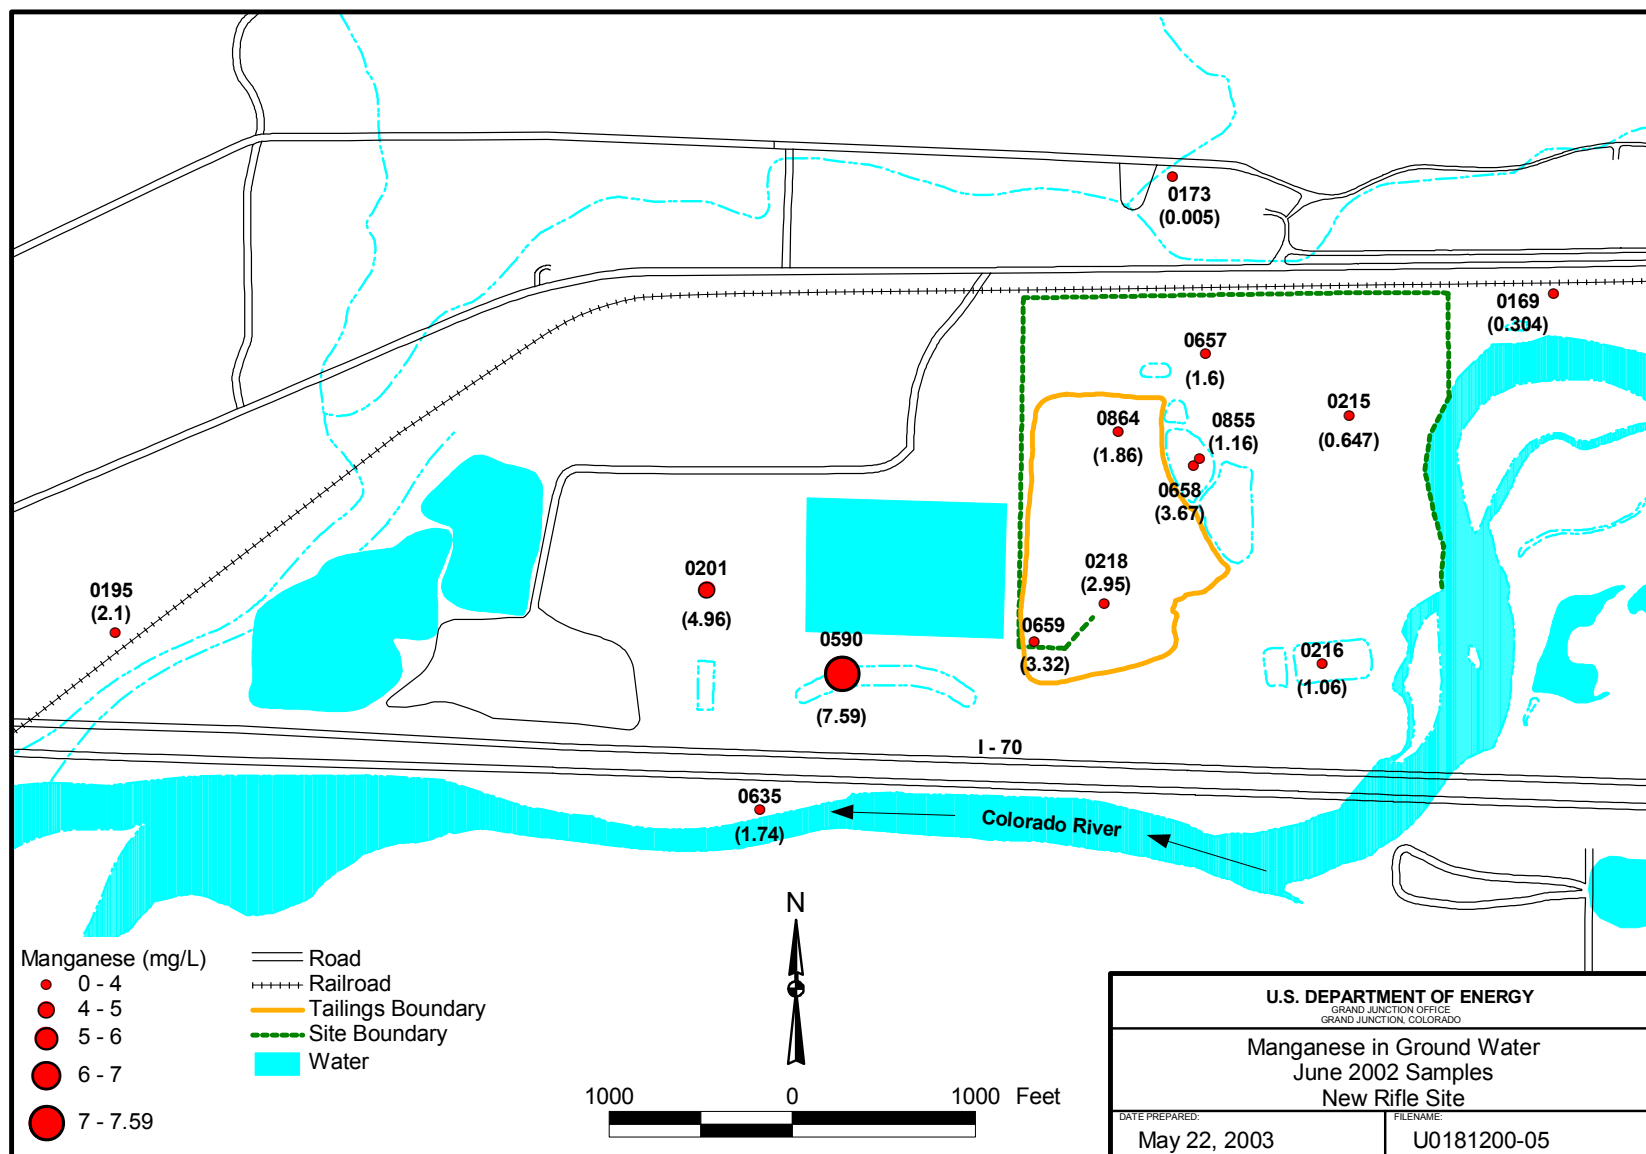 0173
(0.005)
0169
(0.304)
0657
(1.6)
0215
(0.647)
0864
(1.86)
0855
(1.16)
0658
(3.67)
0195
(2.1)
0201
(4.96)
0218
(2.95)
0590
(7.59)
0659
(3.32)
0216
(1.06)
I - 70
0635
(1.74)
Colorado River
N
Manganese (mg/L)
0 - 4
4 - 5
5 - 6
6 - 7
7 - 7.59
Road
Railroad
Tailings Boundary
Site Boundary
Water
1000 0 1000 Feet
U.S. DEPARTMENT OF ENERGY
GRAND JUNCTION OFFICE
GRAND JUNCTION, COLORADO
Manganese in Ground Water
June 2002 Samples
New Rifle Site
DATE PREPARED:
May 22, 2003
FILENAME:
U0181200-05